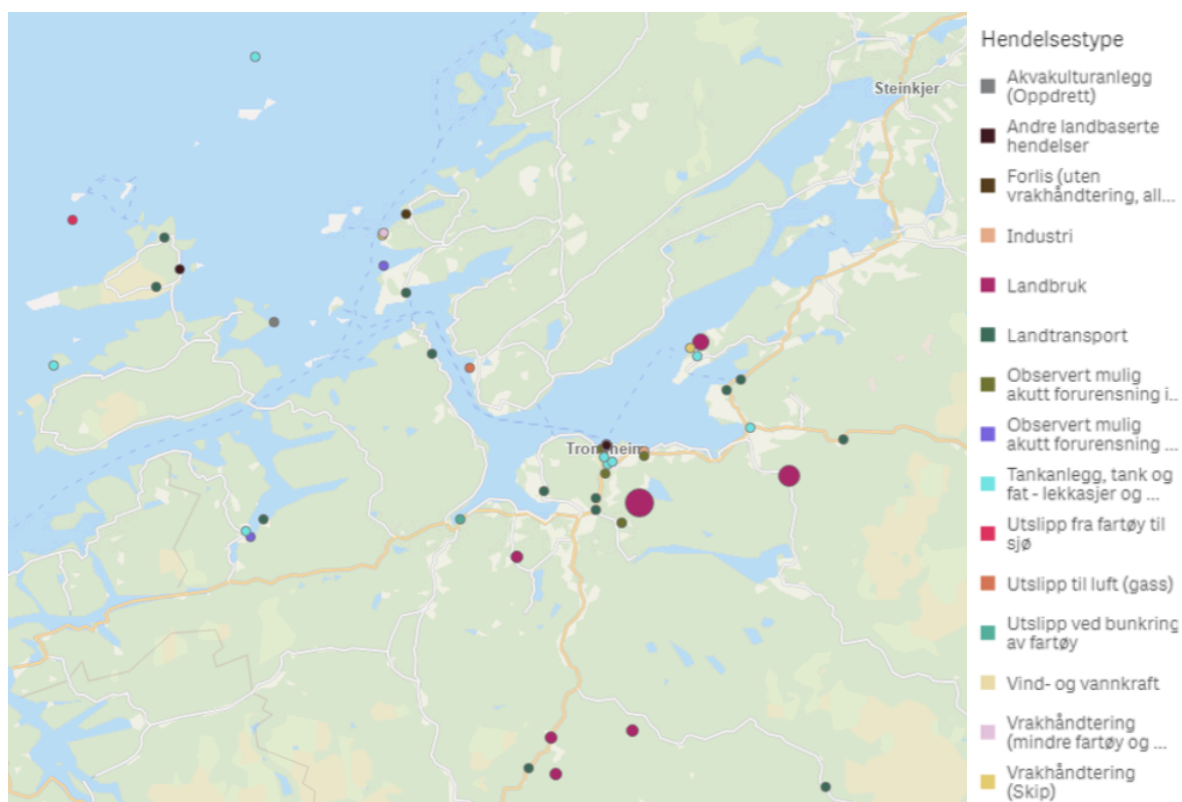 Steinkjer
Trondheim
Hendelsestype
Akvakulturanlegg
(Oppdrett)
Andre landbaserte
hendelser
Forlis (uten
vrakhåndtering, all...
Industri
Landbruk
Landtransport
Observert mulig
akutt forurensning i...
Observert mulig
akutt forurensning ...
Tankanlegg, tank og
fat - lekkasjer og ...
Utslipp fra fartøy til
sjø
Utslipp til luft (gass)
Utslipp ved bunkring
av fartøy
Vind- og vannkraft
Vrakhåndtering
(mindre fartøy og ...
Vrakhåndtering
(Skip)